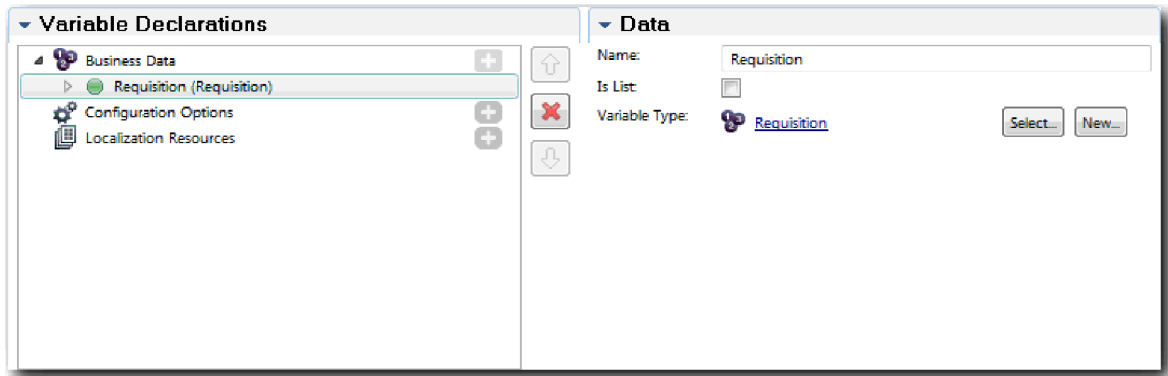 Variable Declarations
Business Data
Requisition (Requisition)
Configuration Options
Localization Resources
Data
Name:
Requisition
Is List:
Variable Type:
Requisition
Select...
New...